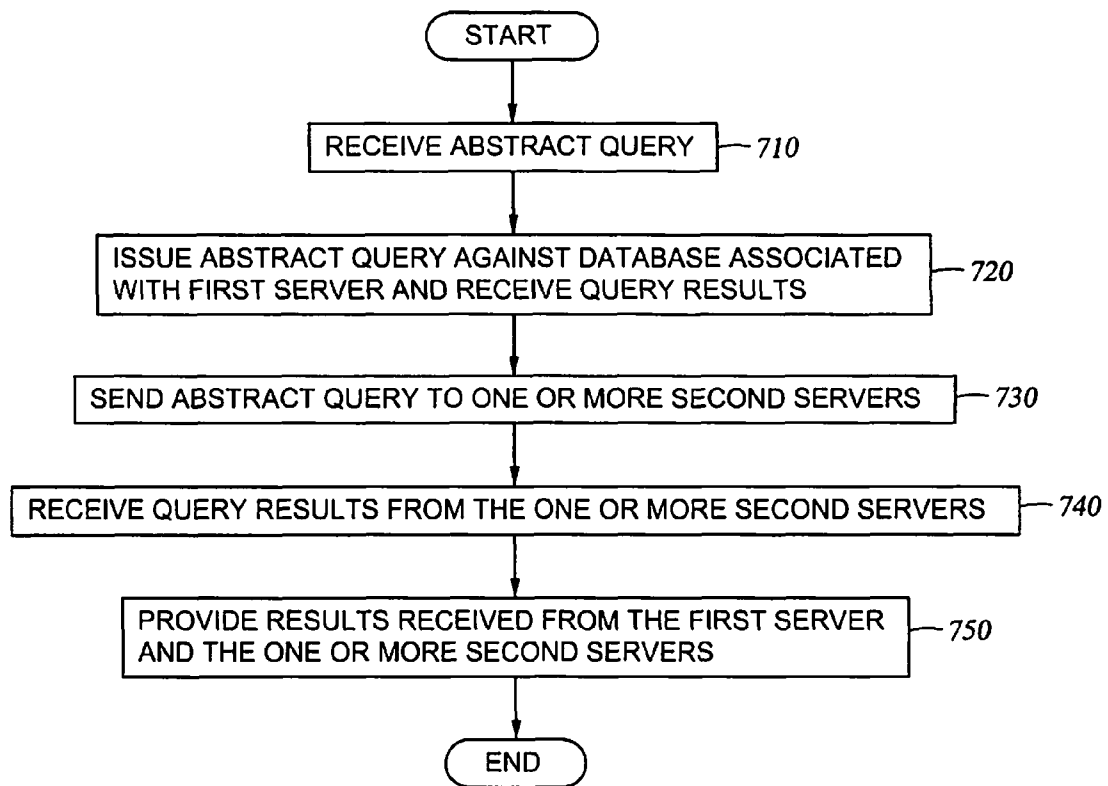 START
RECEIVE ABSTRACT QUERY
710
ISSUE ABSTRACT QUERY AGAINST DATABASE ASSOCIATED
WITH FIRST SERVER AND RECEIVE QUERY RESULTS
720
SEND ABSTRACT QUERY TO ONE OR MORE SECOND SERVERS
730
RECEIVE QUERY RESULTS FROM THE ONE OR MORE SECOND SERVERS
740
PROVIDE RESULTS RECEIVED FROM THE FIRST SERVER
AND THE ONE OR MORE SECOND SERVERS
750
END